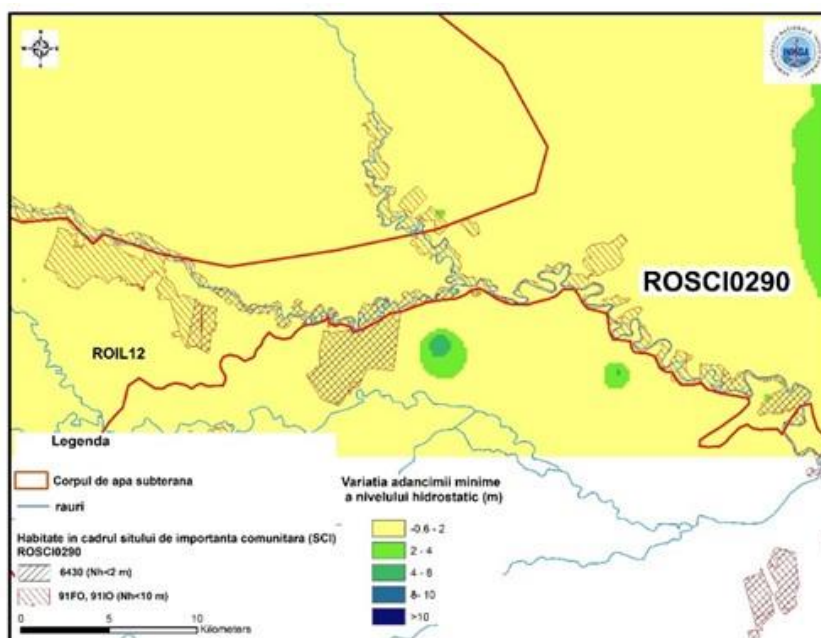 ROSCI0290
ROIL12
Legenda
Corpul de apa subterana
rauri
Habitate in cadrul sitului de importanta comunitara (SCI)
ROSCI0290
6430 (Nh<2 m)
91FO, 91IO (Nh<10 m)
0 5 10
Kilometers
Variatia adancimii minime
a nivelului hidrostatic (m)
-0.6 - 2
2 - 4
4 - 8
8- 10
>10